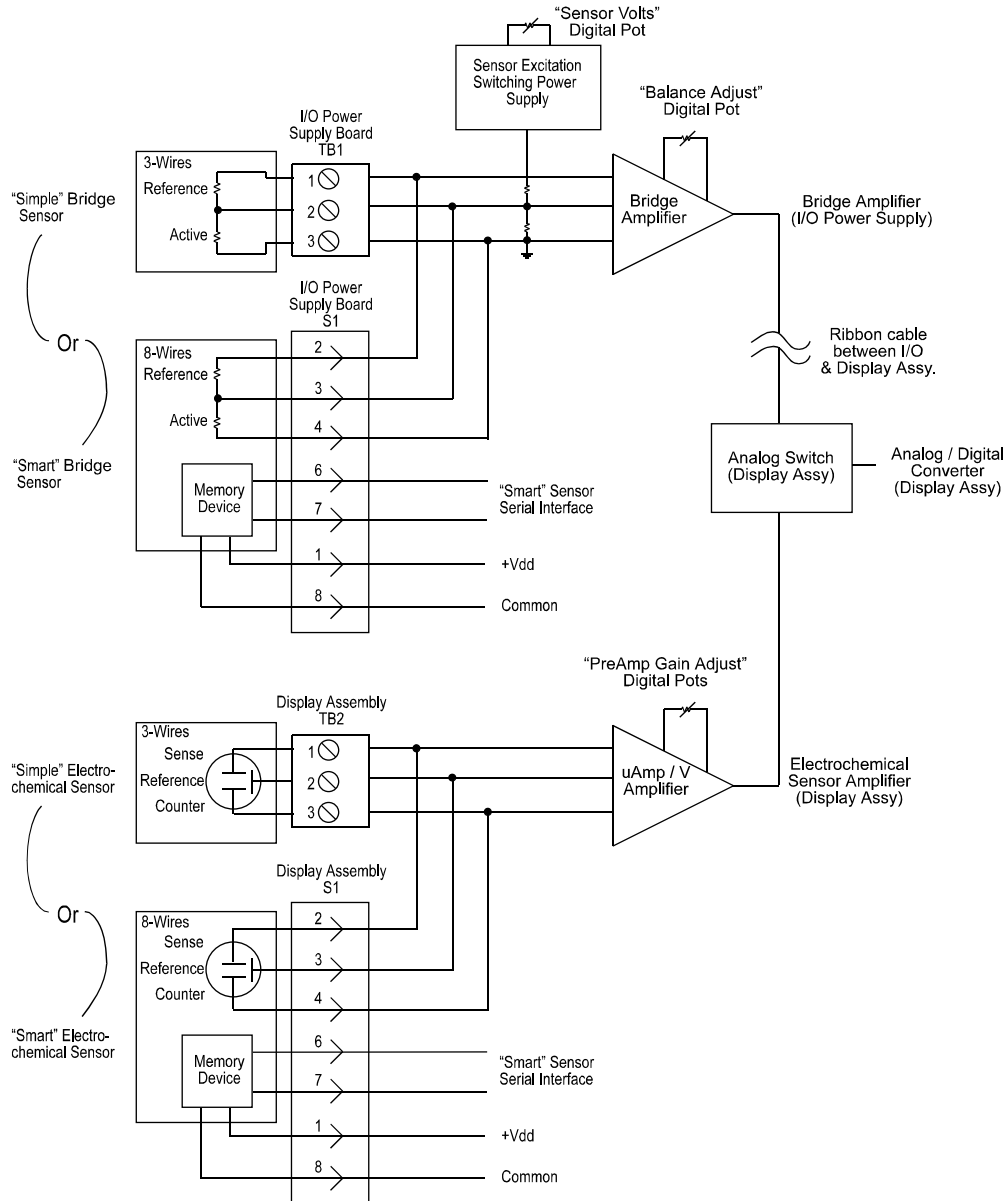 “Sensor Volts”
Digital Pot
Sensor Excitation
Switching Power
Supply
“Balance Adjust”
Digital Pot
I/O Power
Supply Board
TB1
3-Wires
Reference
Active
1
2
3
“Simple” Bridge
Sensor
Or
“Smart” Bridge
Sensor
Bridge
Amplifier
Bridge Amplifier
(I/O Power Supply)
I/O Power
Supply Board
S1
8-Wires
Reference
Active
Memory
Device
2
3
4
6
7
1
8
“Smart” Sensor
Serial Interface
+Vdd
Common
Ribbon cable
between I/O
& Display Assy.
Analog Switch
(Display Assy)
Analog / Digital
Converter
(Display Assy)
“PreAmp Gain Adjust”
Digital Pots
Display Assembly
TB2
3-Wires
Sense
Reference
Counter
1
2
3
“Simple” Electro-
chemical Sensor
Or
“Smart” Electro-
chemical Sensor
uAmp / V
Amplifier
Electrochemical
Sensor Amplifier
(Display Assy)
Display Assembly
S1
8-Wires
Sense
Reference
Counter
Memory
Device
2
3
4
6
7
1
8
“Smart” Sensor
Serial Interface
+Vdd
Common